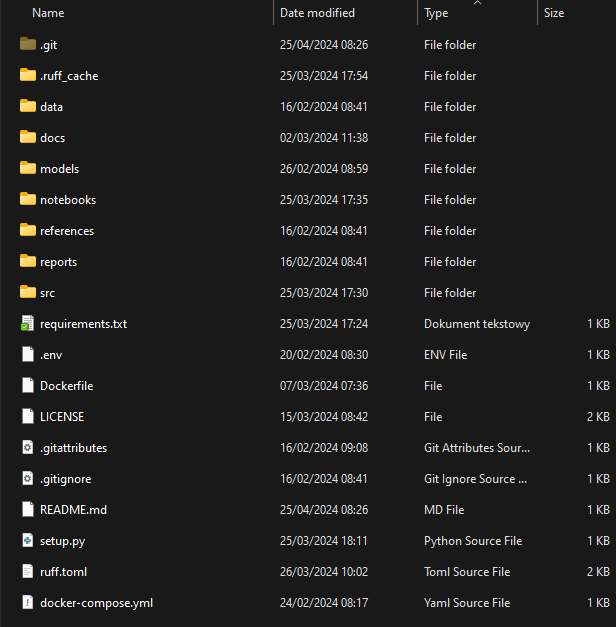 Name Date modified Type Size
.git 25/04/2024 08:26 File folder
.ruff_cache 25/03/2024 17:54 File folder
data 16/02/2024 08:41 File folder
docs 02/03/2024 11:38 File folder
models 26/02/2024 08:59 File folder
notebooks 25/03/2024 17:35 File folder
references 16/02/2024 08:41 File folder
reports 16/02/2024 08:41 File folder
src 25/03/2024 17:30 File folder
requirements.txt 25/03/2024 17:24 Dokument tekstowy 1 KB
.env 20/02/2024 08:30 ENV File 1 KB
Dockerfile 07/03/2024 07:36 File 1 KB
LICENSE 15/03/2024 08:42 File 2 KB
.gitattributes 16/02/2024 09:08 Git Attributes Sour... 1 KB
.gitignore 16/02/2024 08:41 Git Ignore Source ... 1 KB
README.md 25/04/2024 08:26 MD File 1 KB
setup.py 25/03/2024 18:11 Python Source File 1 KB
ruff.toml 26/03/2024 10:02 Toml Source File 2 KB
docker-compose.yml 24/02/2024 08:17 Yaml Source File 1 KB